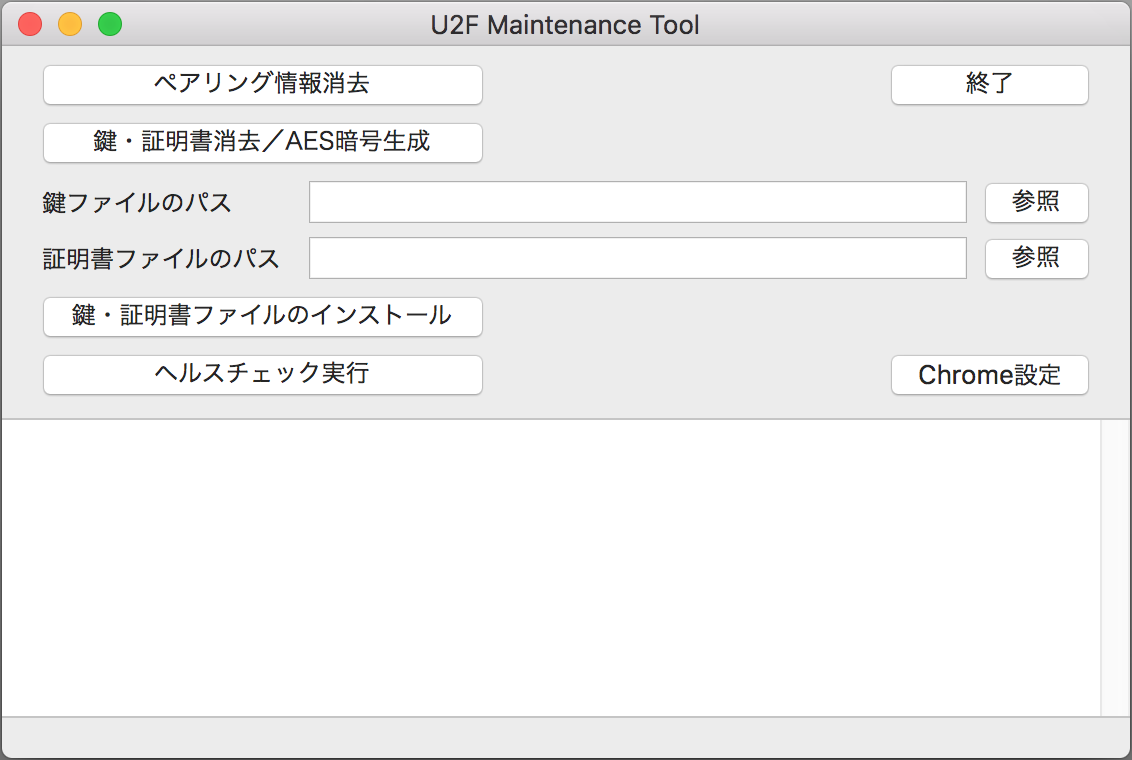 U2F Maintenance Tool
ペアリング情報消去
終了
鍵・証明書消去／AES暗号生成
鍵ファイルのパス
参照
証明書ファイルのパス
参照
鍵・証明書ファイルのインストール
ヘルスチェック実行
Chrome設定